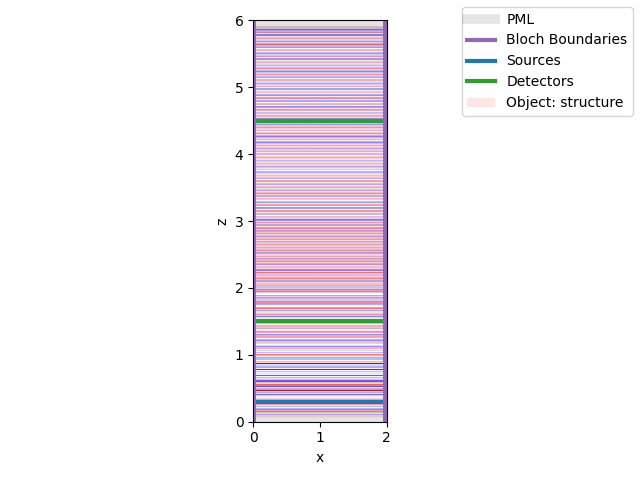 PML
Bloch Boundaries
Sources
Detectors
Object: structure
6
5
4
3
2
1
0
z
0 1 2
x